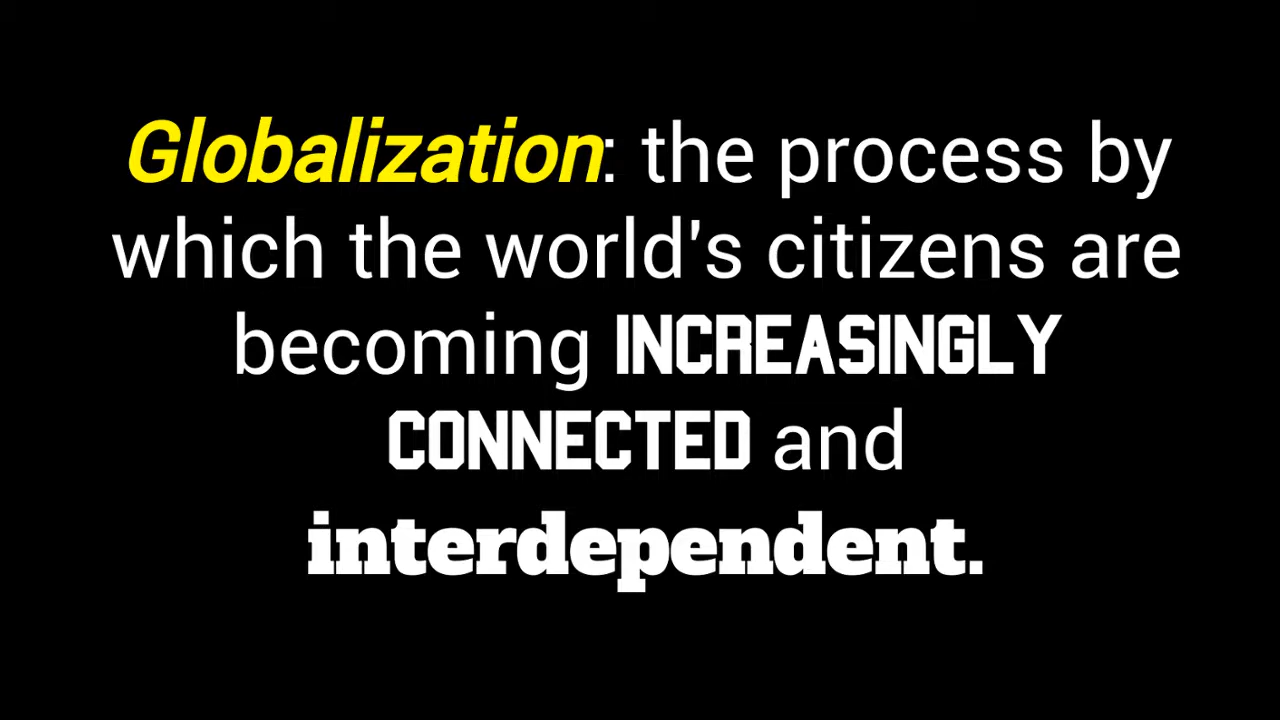 Globalization: the process by
which the world's citizens are
becoming INCREASINGLY
CONNECTED and
interdependent.